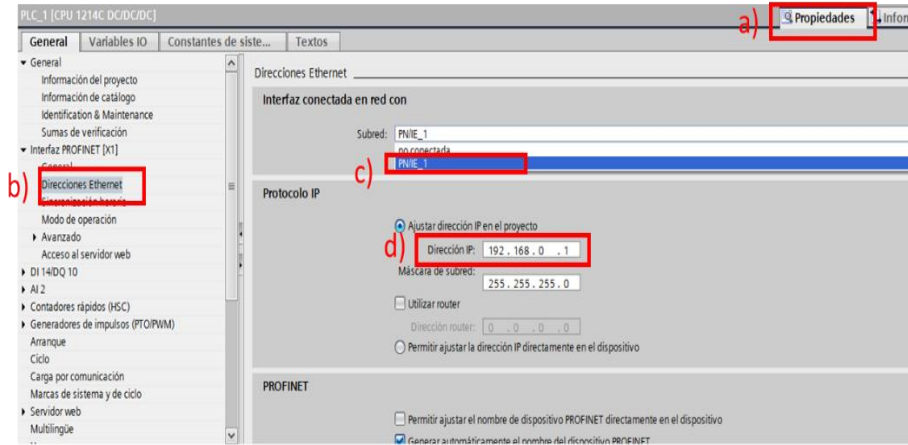 PLC_1 [CPU 1214C DC/DC/DC]
a) Propiedades Infor
General Variables IO Constantes de siste... Textos
General
Información del proyecto
Información de catálogo
Identification & Maintenance
Sumas de verificación
Interfaz PROFINET [X1]
General
b) Direcciones Ethernet
Sincronización horaria
Modo de operación
Avanzado
Acceso al servidor web
DI 14/DQ 10
AI 2
Contadores rápidos (HSC)
Generadores de impulsos (PTO/PWM)
Arranque
Ciclo
Carga por comunicación
Marcas de sistema y de ciclo
Servidor web
Multilingüe
Direcciones Ethernet
Interfaz conectada en red con
Subred: PN/IE_1
no conectada
c) PN/IE_1
Protocolo IP
Ajustar dirección IP en el proyecto
d) Dirección IP: 192 . 168 . 0 . 1
Máscara de subred:
255 . 255 . 255 . 0
Utilizar router
Dirección router: 0 . 0 . 0 . 0
Permitir ajustar la dirección IP directamente en el dispositivo
PROFINET
Permitir ajustar el nombre de dispositivo PROFINET directamente en el dispositivo
Generar automáticamente el nombre del dispositivo PROFINET